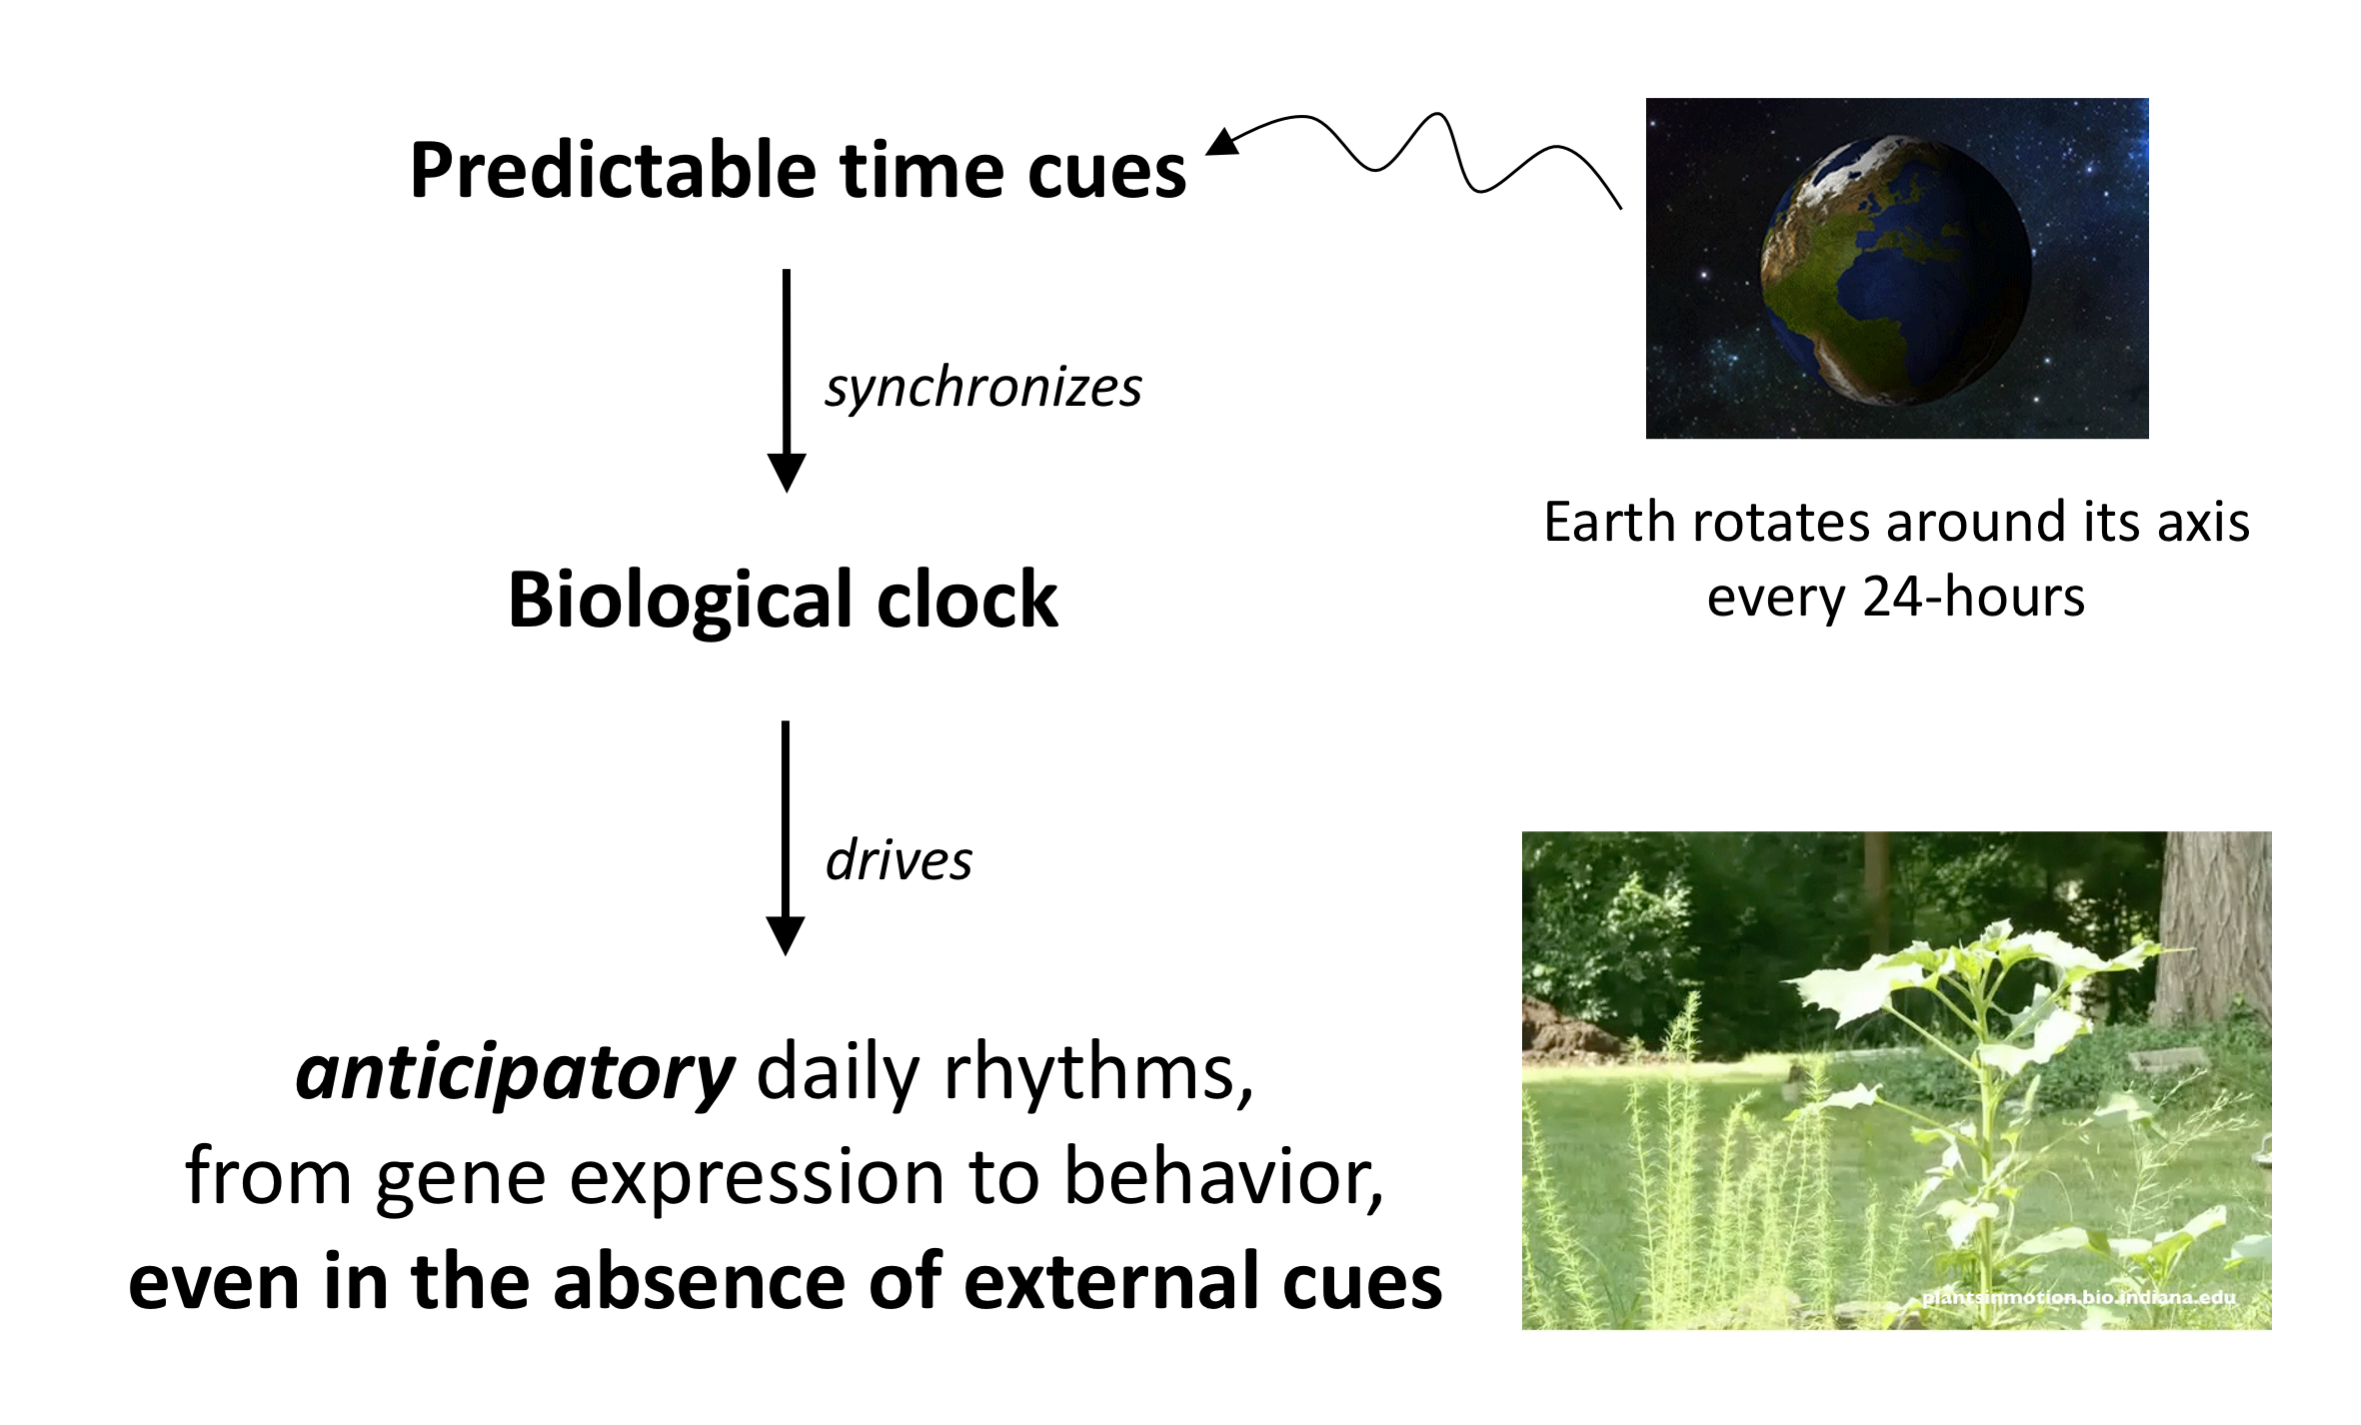 Predictable time cues
synchronizes
Biological clock
drives
anticipatory daily rhythms,
from gene expression to behavior,
even in the absence of external cues
Earth rotates around its axis
every 24-hours
plantsinmotion.bio.indiana.edu